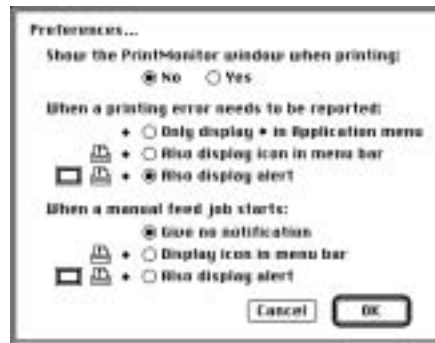 Preferences...
Show the PrintMonitor window when printing:
No Yes
When a printing error needs to be reported:
♦ Only display ♦ in Application menu
♦ Also display icon in menu bar
♦ Also display alert
When a manual feed job starts:
Give no notification
♦ Display icon in menu bar
♦ Also display alert
Cancel OK